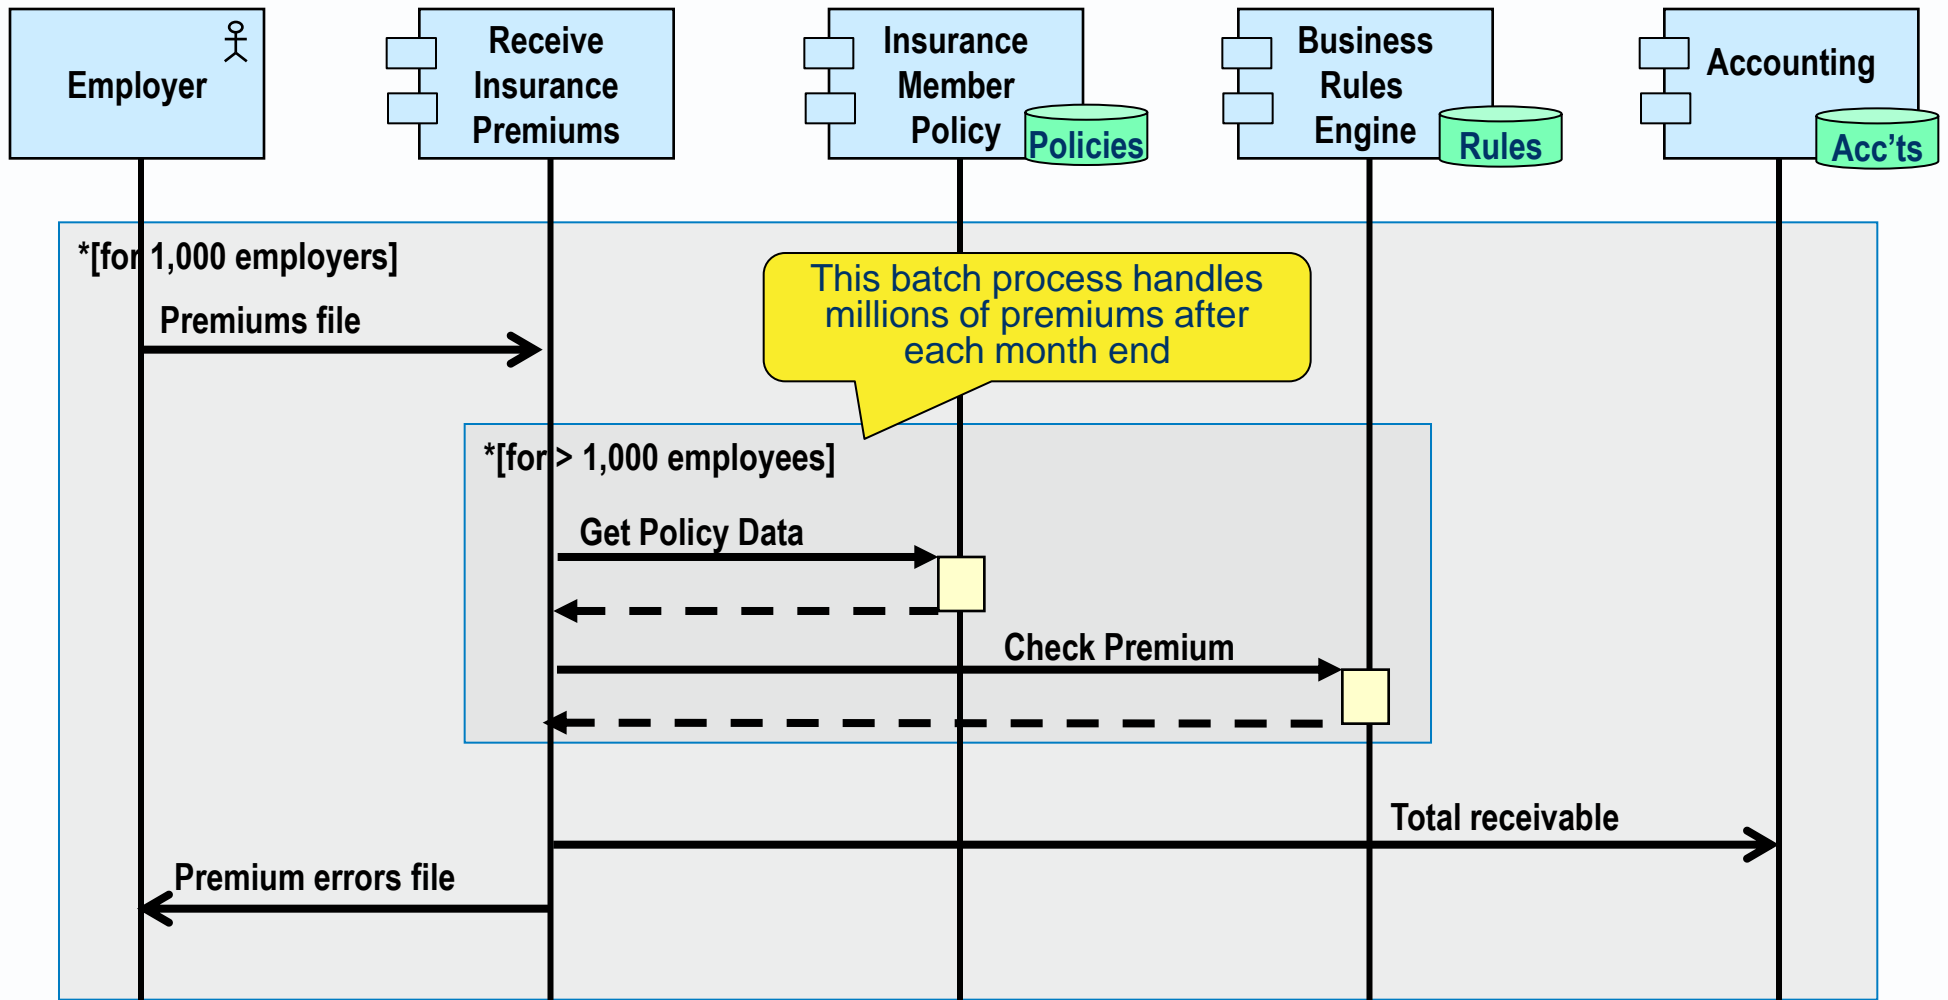 Employer
Receive
Insurance
Premiums
Insurance
Member
Policy
Policies
Business
Rules
Engine
Rules
Accounting
Acc'ts
*[for 1,000 employers]
This batch process handles
millions of premiums after
each month end
Premiums file
*[for > 1,000 employees]
Get Policy Data
Check Premium
Total receivable
Premium errors file